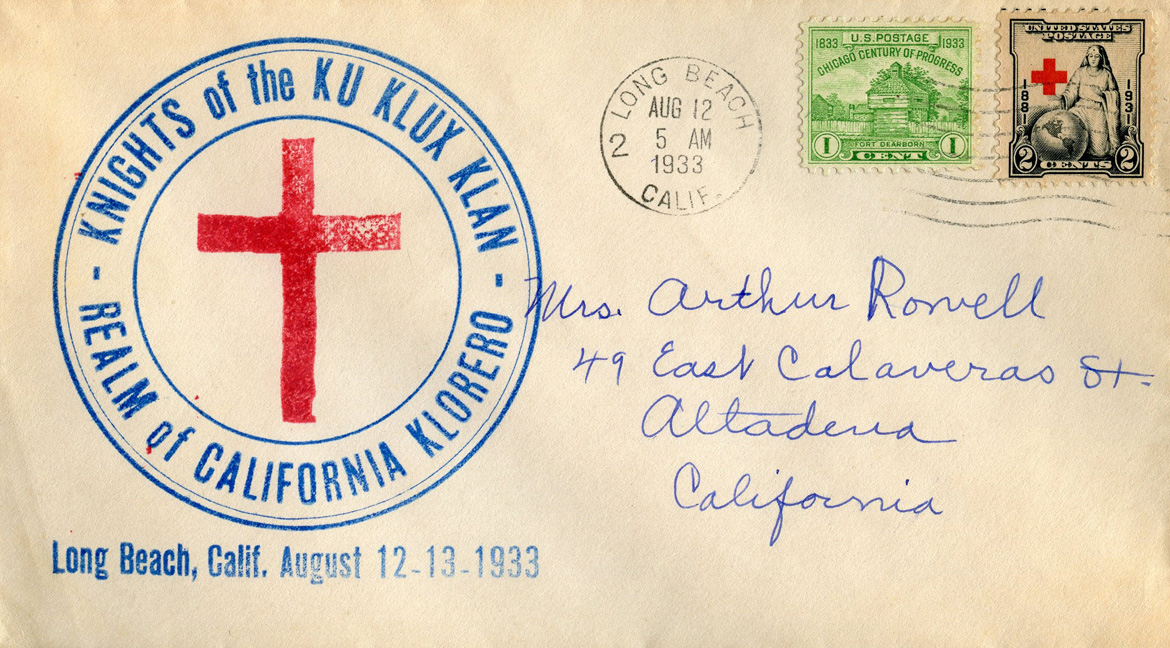 KNIGHTS of the KU KLUX KLAN
- REALM of CALIFORNIA KLORERO -
Long Beach, Calif. August 12-13-1933
LONG BEACH
AUG 12
5 AM
1933
CALIF.
2
U.S. POSTAGE
1833 1933
CHICAGO CENTURY OF PROGRESS
FORT DEARBORN
1 CENT 1
UNITED STATES
POSTAGE
1881 1931
2 CENTS 2
Mrs. Arthur Rowell
49 East Calaveras St.
Altadena
California